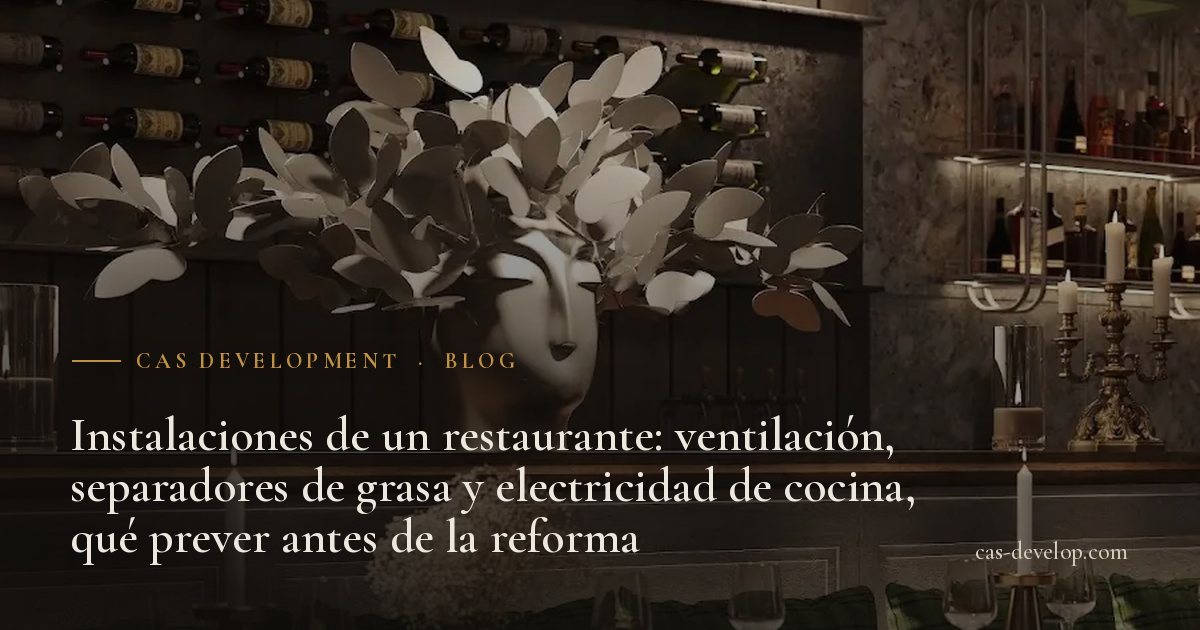 CAS DEVELOPMENT · BLOG
Instalaciones de un restaurante: ventilación,
separadores de grasa y electricidad de cocina,
qué prever antes de la reforma
cas-develop.com